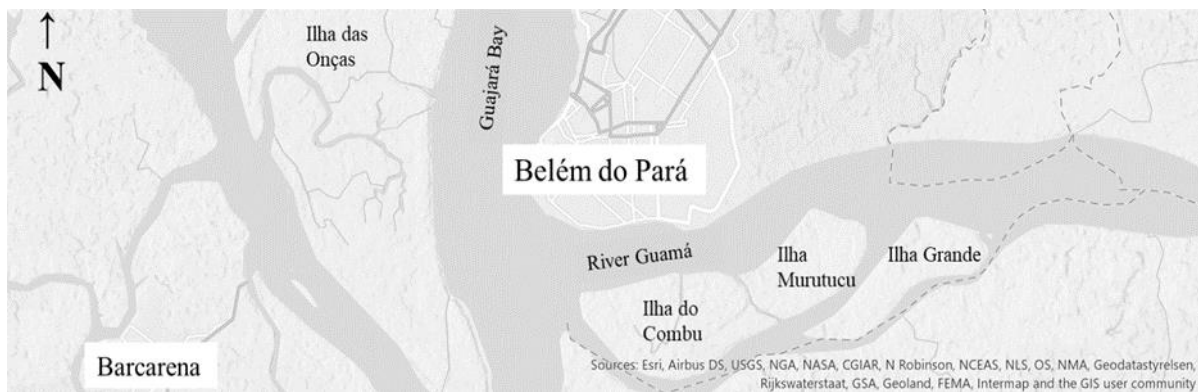 ↑
N
Ilha das
Onças
Guajará Bay
Belém do Pará
River Guamá
Ilha
Murutucu
Ilha Grande
Ilha do
Combu
Barcarena
Sources: Esri, Airbus DS, USGS, NGA, NASA, CGIAR, N Robinson, NCEAS, NLS, OS, NMA, Geodatastyrelsen,
Rijkswaterstaat, GSA, Geoland, FEMA, Intermap and the GIS user community